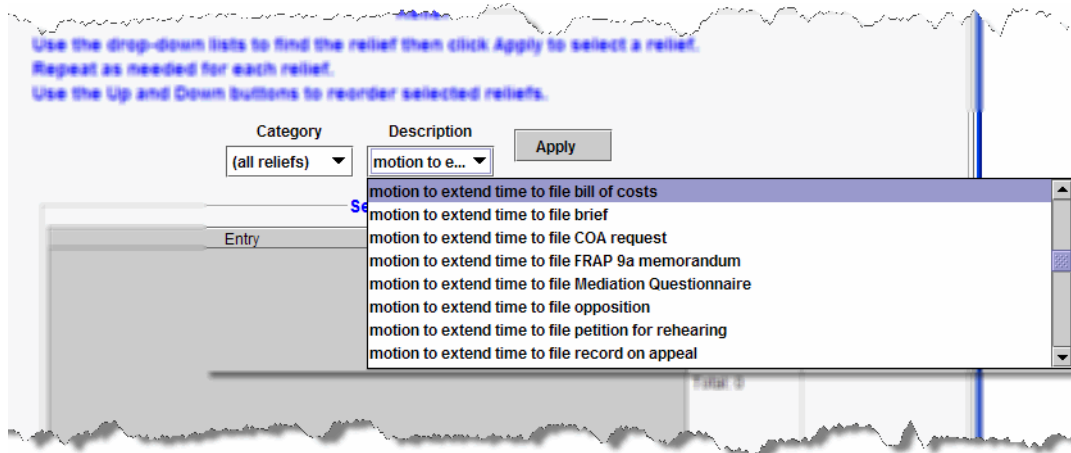 Use the drop-down lists to find the relief then click Apply to select a relief.
Repeat as needed for each relief.
Use the Up and Down buttons to reorder selected reliefs.
Category Description
(all reliefs) motion to e... Apply
motion to extend time to file bill of costs
Se
motion to extend time to file brief
Entry
motion to extend time to file COA request
motion to extend time to file FRAP 9a memorandum
motion to extend time to file Mediation Questionnaire
motion to extend time to file opposition
motion to extend time to file petition for rehearing
motion to extend time to file record on appeal
Total: 0